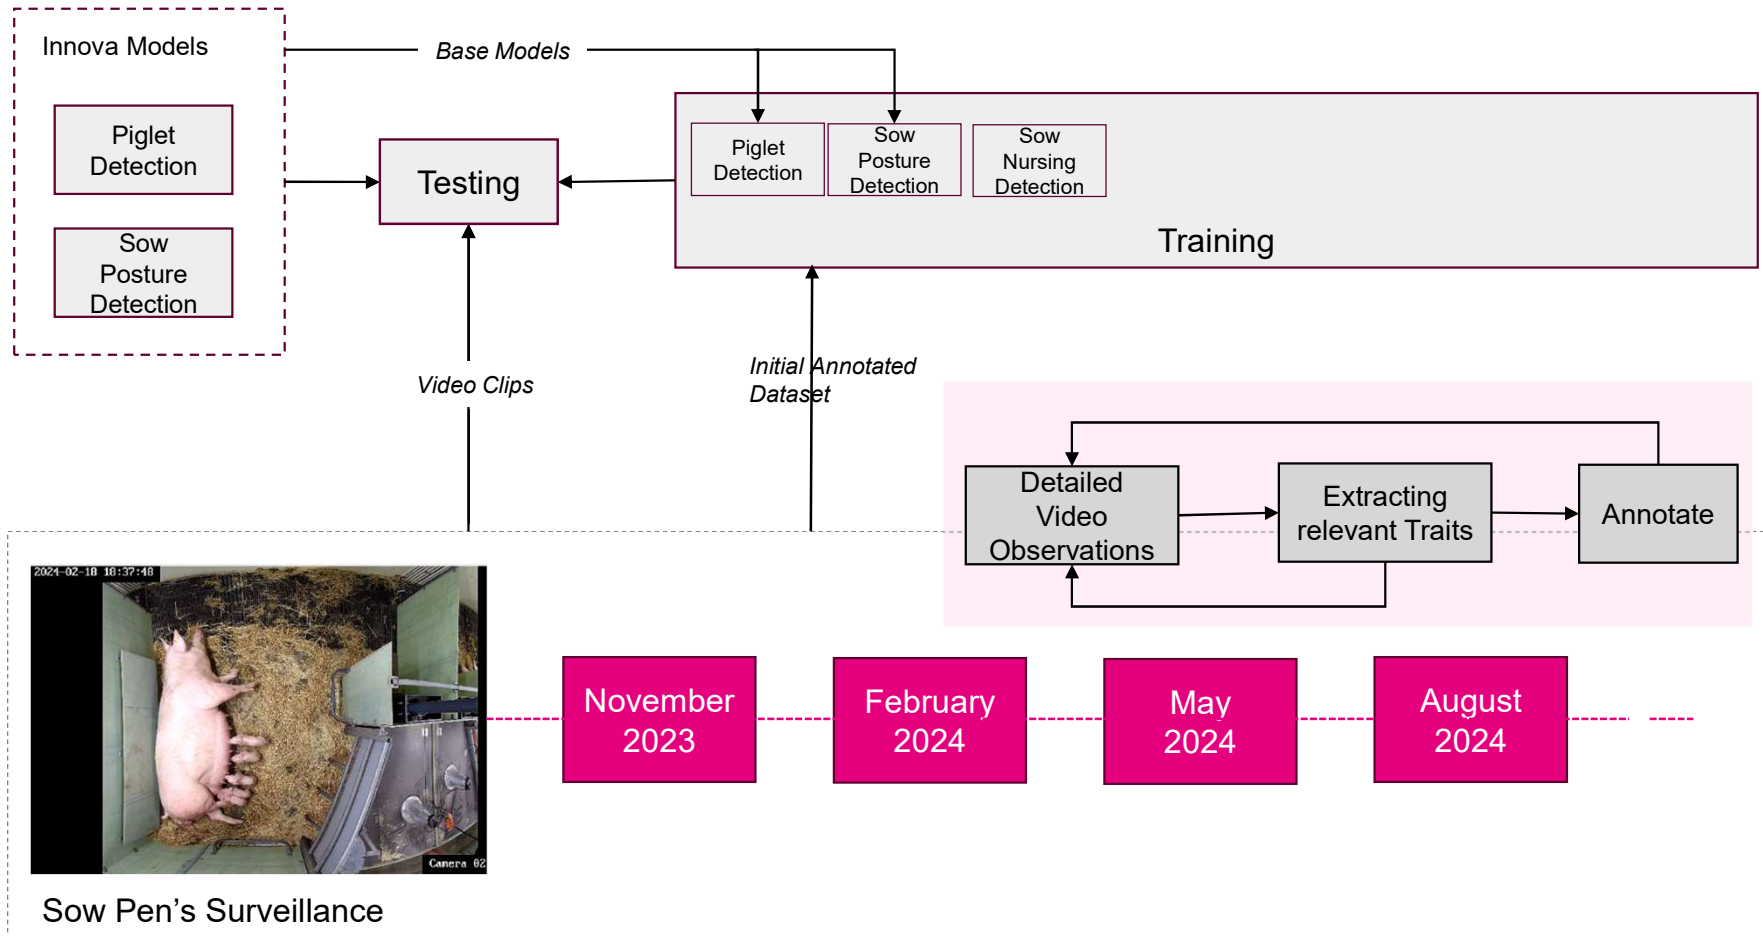 Innova Models
Base Models
Piglet
Detection
Sow
Posture
Detection
Testing
Piglet
Detection
Sow
Posture
Detection
Sow
Nursing
Detection
Training
Video Clips
Initial Annotated
Dataset
Detailed
Video
Observations
Extracting
relevant Traits
Annotate
2024-02-18 18:37:48
Camera 02
November
2023
February
2024
May
2024
August
2024
Sow Pen's Surveillance